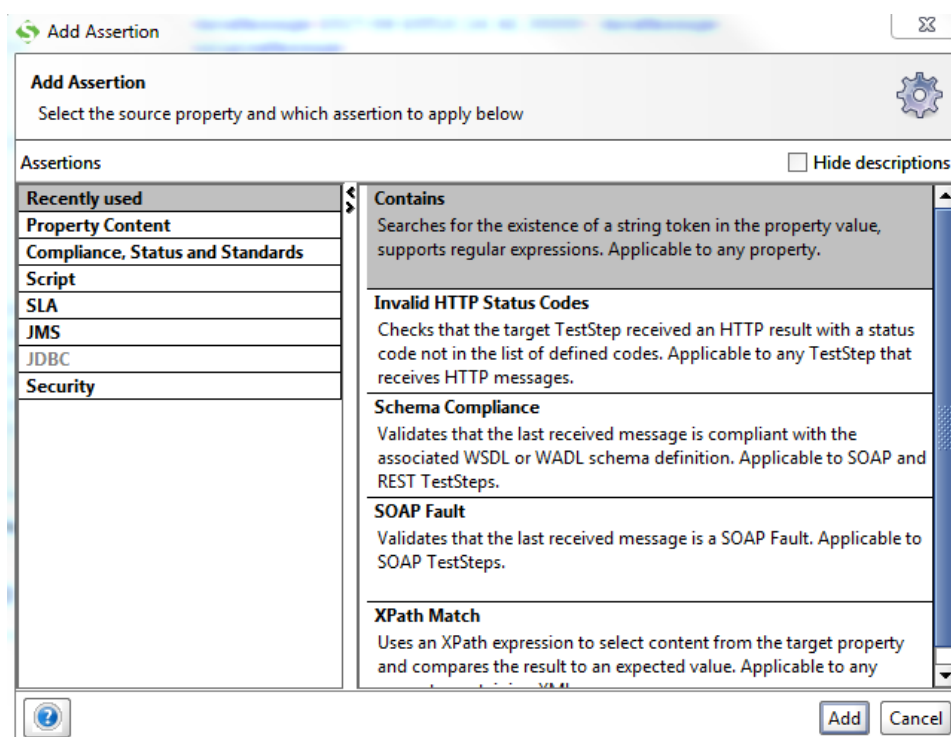 Add Assertion
Add Assertion
Select the source property and which assertion to apply below
Assertions
Hide descriptions
Recently used
Property Content
Compliance, Status and Standards
Script
SLA
JMS
JDBC
Security
Contains
Searches for the existence of a string token in the property value,
supports regular expressions. Applicable to any property.
Invalid HTTP Status Codes
Checks that the target TestStep received an HTTP result with a status
code not in the list of defined codes. Applicable to any TestStep that
receives HTTP messages.
Schema Compliance
Validates that the last received message is compliant with the
associated WSDL or WADL schema definition. Applicable to SOAP and
REST TestSteps.
SOAP Fault
Validates that the last received message is a SOAP Fault. Applicable to
SOAP TestSteps.
XPath Match
Uses an XPath expression to select content from the target property
and compares the result to an expected value. Applicable to any
Add
Cancel